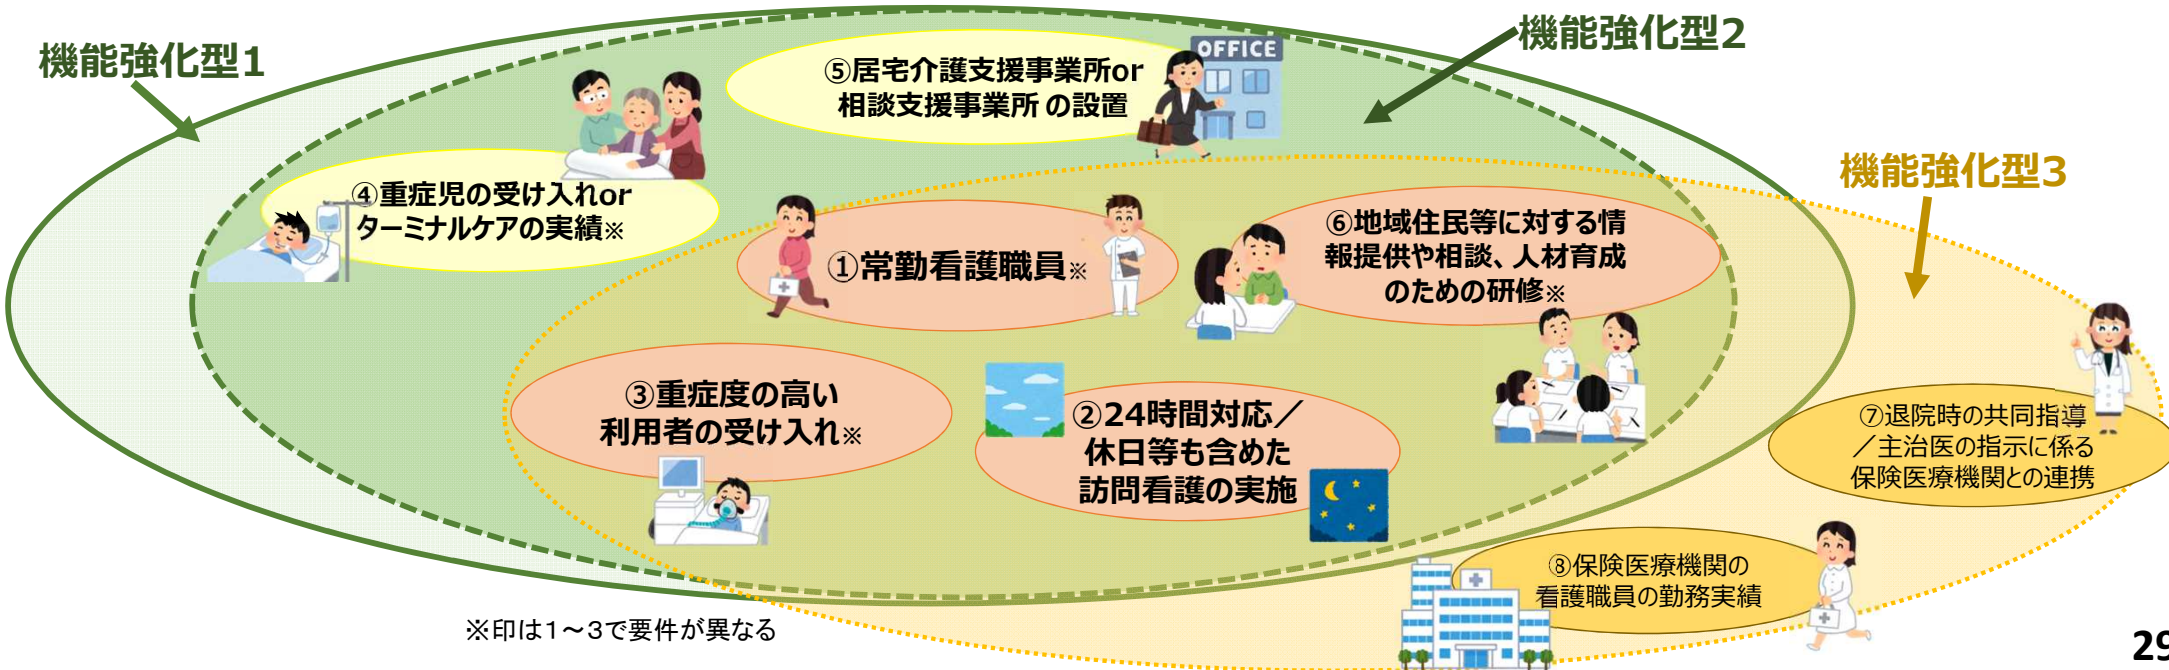 機能強化型1
機能強化型2
機能強化型3
OFFICE
⑤居宅介護支援事業所or
相談支援事業所 の設置
④重症児の受け入れor
ターミナルケアの実績※
①常勤看護職員※
⑥地域住民等に対する情
報提供や相談、人材育成
のための研修※
③重症度の高い
利用者の受け入れ※
②24時間対応／
休日等も含めた
訪問看護の実施
⑦退院時の共同指導
／主治医の指示に係る
保険医療機関との連携
⑧保険医療機関の
看護職員の勤務実績
※印は1～3で要件が異なる
29